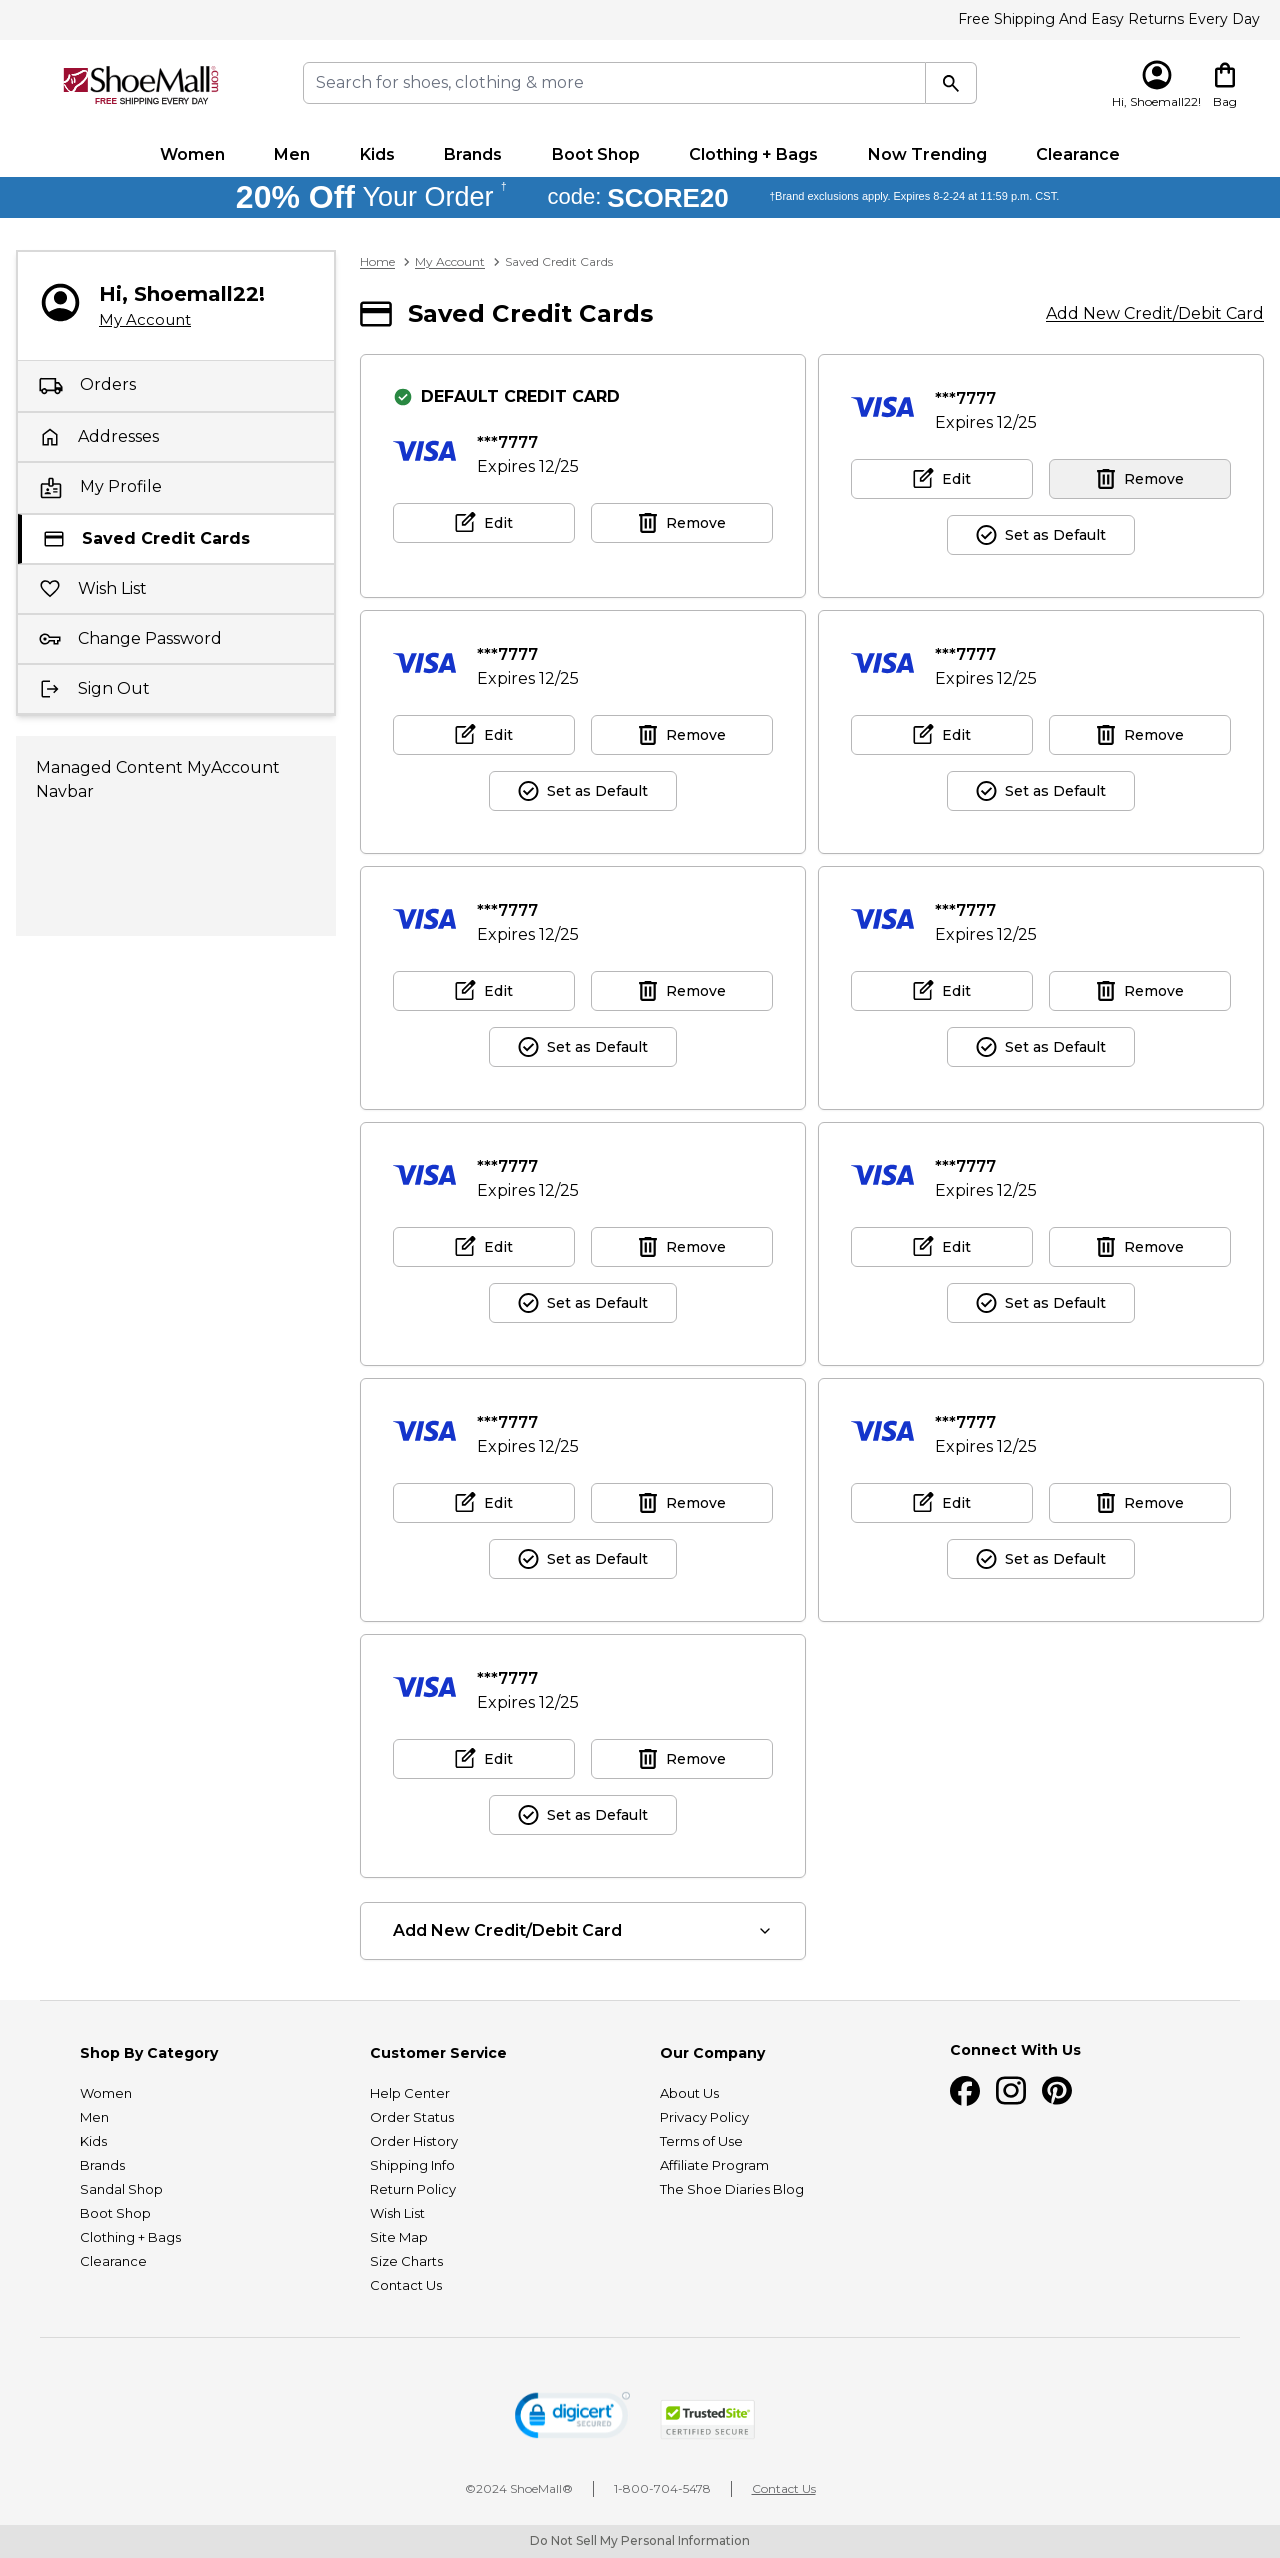 Free Shipping And Easy Returns Every Day
ShoeMall.com
FREE SHIPPING EVERY DAY
Search for shoes, clothing & more
Hi, Shoemall22!
Bag
Women Men Kids Brands Boot Shop Clothing + Bags Now Trending Clearance
20% Off Your Order † code: SCORE20 †Brand exclusions apply. Expires 8-2-24 at 11:59 p.m. CST.
Hi, Shoemall22!
My Account
Orders
Addresses
My Profile
Saved Credit Cards
Wish List
Change Password
Sign Out
Managed Content MyAccount
Navbar
Home > My Account > Saved Credit Cards
Saved Credit Cards
Add New Credit/Debit Card
DEFAULT CREDIT CARD
VISA ***7777
Expires 12/25
Edit Remove
VISA ***7777
Expires 12/25
Edit Remove
Set as Default
VISA ***7777
Expires 12/25
Edit Remove
Set as Default
VISA ***7777
Expires 12/25
Edit Remove
Set as Default
VISA ***7777
Expires 12/25
Edit Remove
Set as Default
VISA ***7777
Expires 12/25
Edit Remove
Set as Default
VISA ***7777
Expires 12/25
Edit Remove
Set as Default
VISA ***7777
Expires 12/25
Edit Remove
Set as Default
VISA ***7777
Expires 12/25
Edit Remove
Set as Default
VISA ***7777
Expires 12/25
Edit Remove
Set as Default
VISA ***7777
Expires 12/25
Edit Remove
Set as Default
Add New Credit/Debit Card
Shop By Category
Women
Men
Kids
Brands
Sandal Shop
Boot Shop
Clothing + Bags
Clearance
Customer Service
Help Center
Order Status
Order History
Shipping Info
Return Policy
Wish List
Site Map
Size Charts
Contact Us
Our Company
About Us
Privacy Policy
Terms of Use
Affiliate Program
The Shoe Diaries Blog
Connect With Us
digicert
SECURED
TrustedSite
CERTIFIED SECURE
©2024 ShoeMall®
1-800-704-5478
Contact Us
Do Not Sell My Personal Information